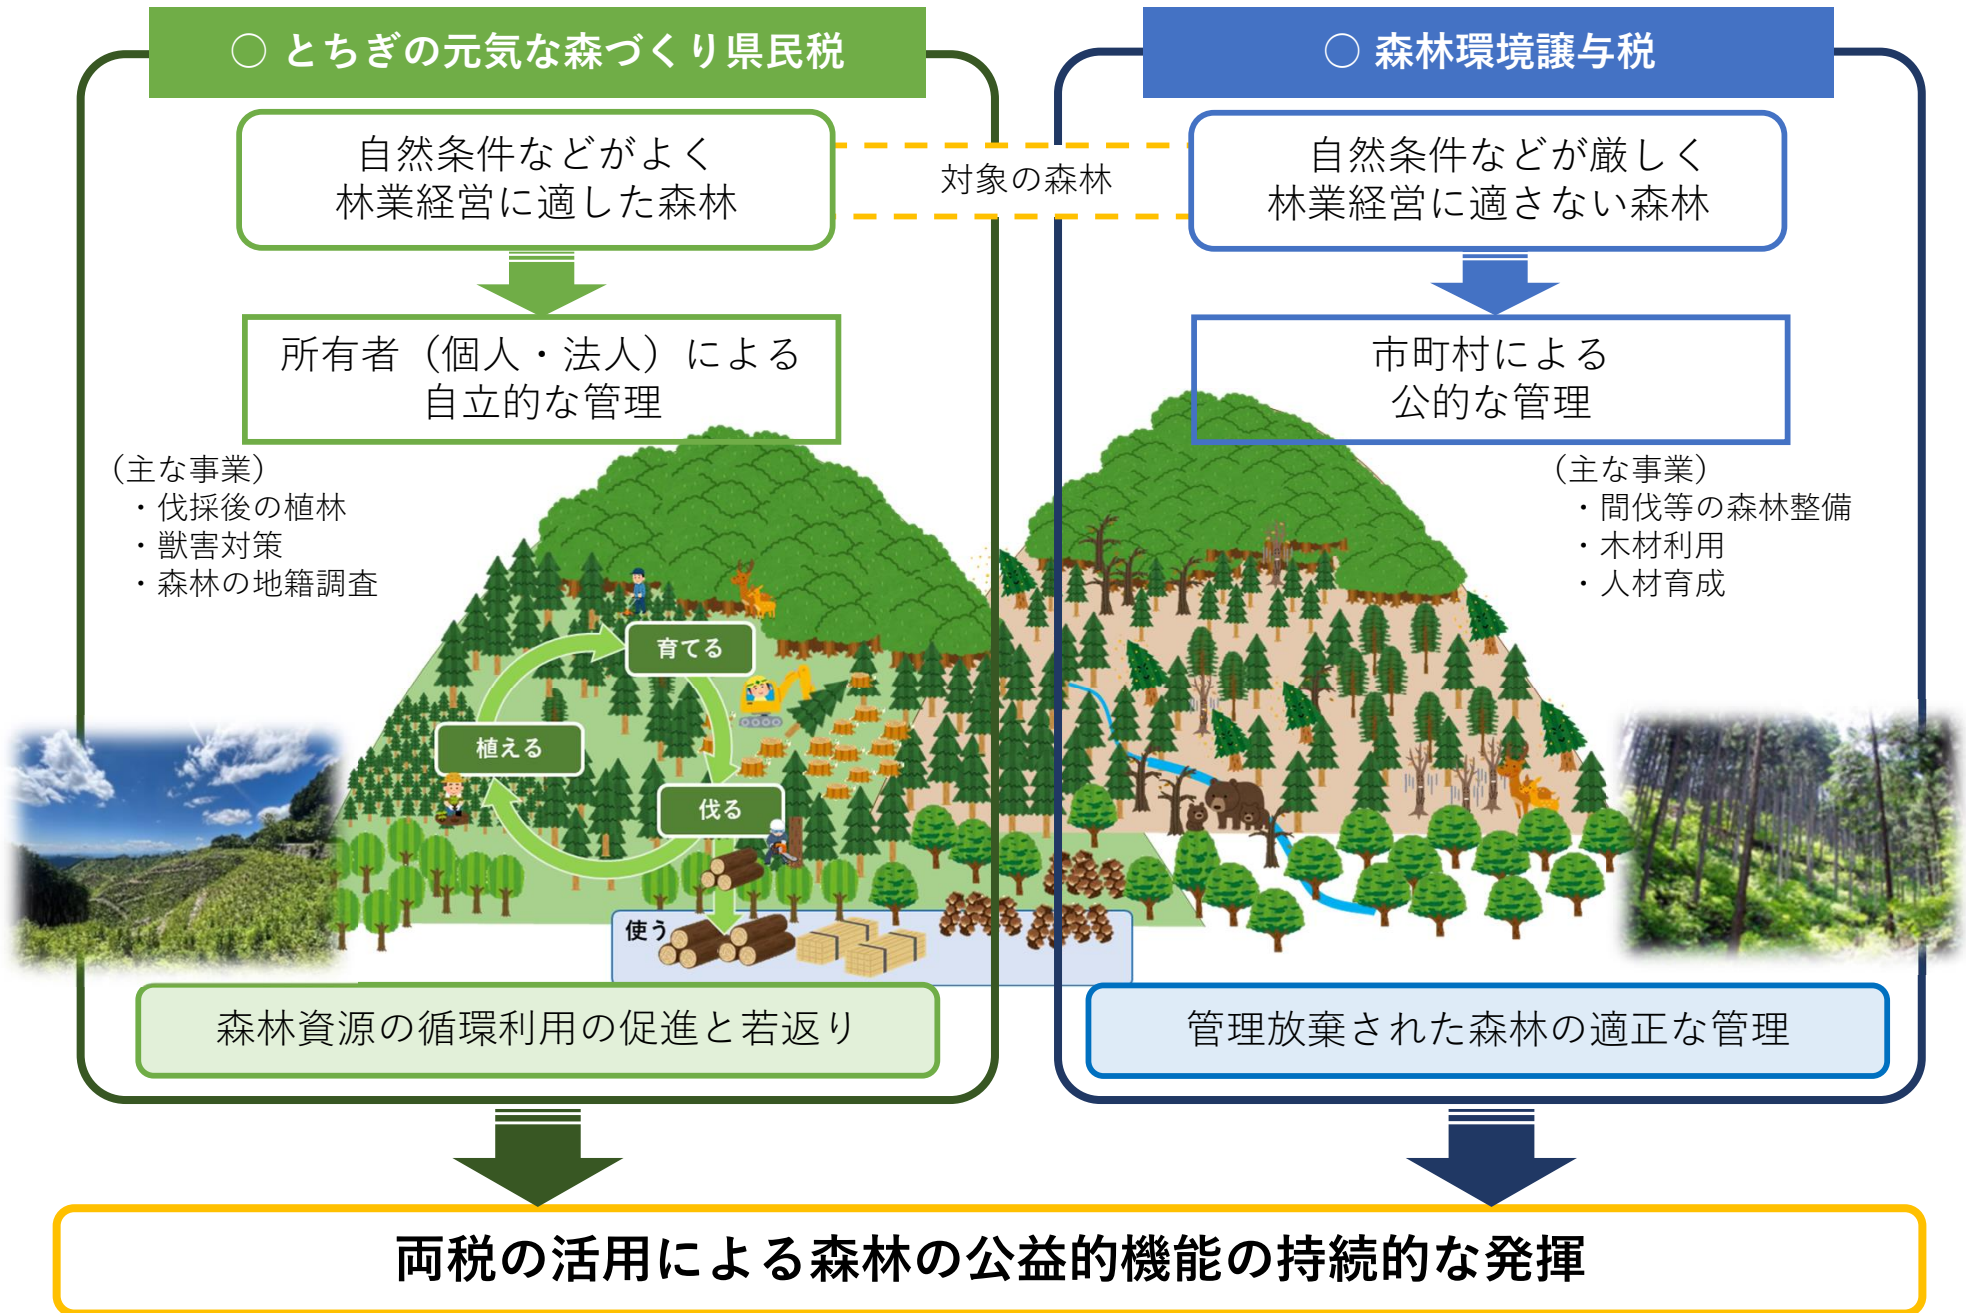 ○ とちぎの元気な森づくり県民税
自然条件などがよく
林業経営に適した森林
所有者（個人・法人）による
自立的な管理
（主な事業）
・伐採後の植林
・獣害対策
・森林の地籍調査
育てる
植える
伐る
使う
森林資源の循環利用の促進と若返り
対象の森林
○ 森林環境譲与税
自然条件などが厳しく
林業経営に適さない森林
市町村による
公的な管理
（主な事業）
・間伐等の森林整備
・木材利用
・人材育成
管理放棄された森林の適正な管理
両税の活用による森林の公益的機能の持続的な発揮